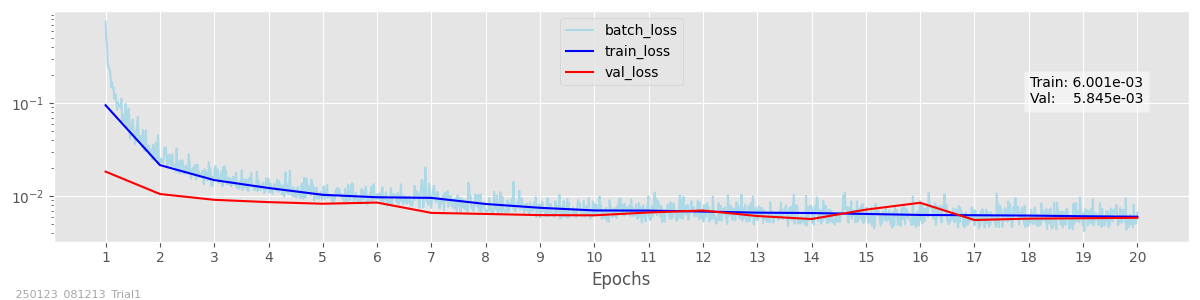 batch_loss
train_loss
val_loss
Train: 6.001e-03
Val: 5.845e-03
10⁻¹
10⁻²
1 2 3 4 5 6 7 8 9 10 11 12 13 14 15 16 17 18 19 20
Epochs
250123_081213_Trial1